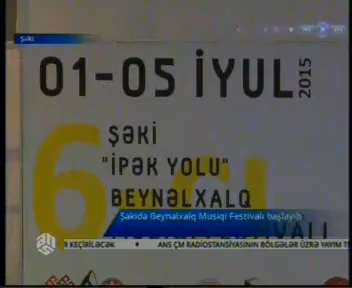 Şəki
01-05 İYUL 2015
6
ŞƏKİ
"İPƏK YOLU"
BEYNƏLXALQ
Şəkidə Beynəlxalq Musiqi Festivalı başlayıb
R KEÇİRİLƏCƏK • ANS ÇM RADIOSTANSİYASININ BÖLGƏLƏR ÜZRƏ YAYIM T